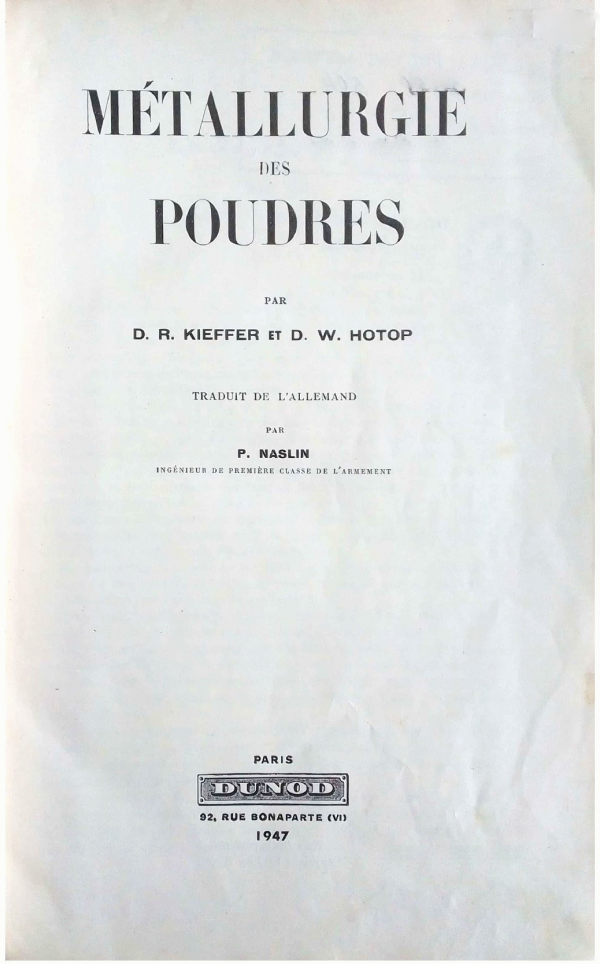 MÉTALLURGIE
DES
POUDRES
PAR
D. R. KIEFFER ET D. W. HOTOP
TRADUIT DE L'ALLEMAND
PAR
P. NASLIN
INGÉNIEUR DE PREMIÈRE CLASSE DE L'ARMEMENT
PARIS
DUNOD
92, RUE BONAPARTE (VI)
1947